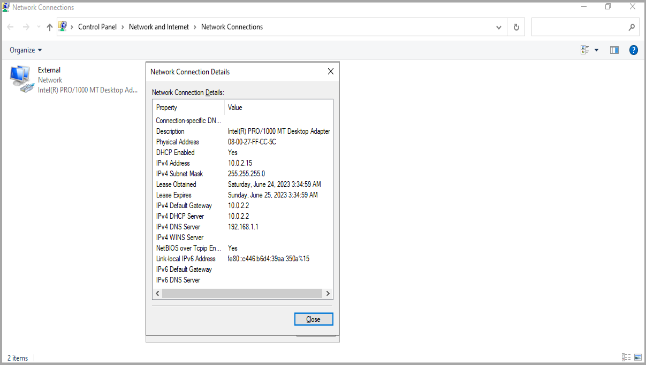 Network Connections
Control Panel > Network and Internet > Network Connections
Organize
External
Network
Intel(R) PRO/1000 MT Desktop Ad...
Network Connection Details
Network Connection Details:
Property Value
Connection-specific DN...
Description Intel(R) PRO/1000 MT Desktop Adapter
Physical Address 08-00-27-FF-CC-5C
DHCP Enabled Yes
IPv4 Address 10.0.2.15
IPv4 Subnet Mask 255.255.255.0
Lease Obtained Saturday, June 24, 2023 3:34:59 AM
Lease Expires Sunday, June 25, 2023 3:34:59 AM
IPv4 Default Gateway 10.0.2.2
IPv4 DHCP Server 10.0.2.2
IPv4 DNS Server 192.168.1.1
IPv4 WINS Server
NetBIOS over Tcpip En... Yes
Link-local IPv6 Address fe80::c446:b6d4:39aa:350a%15
IPv6 Default Gateway
IPv6 DNS Server
Close
2 items